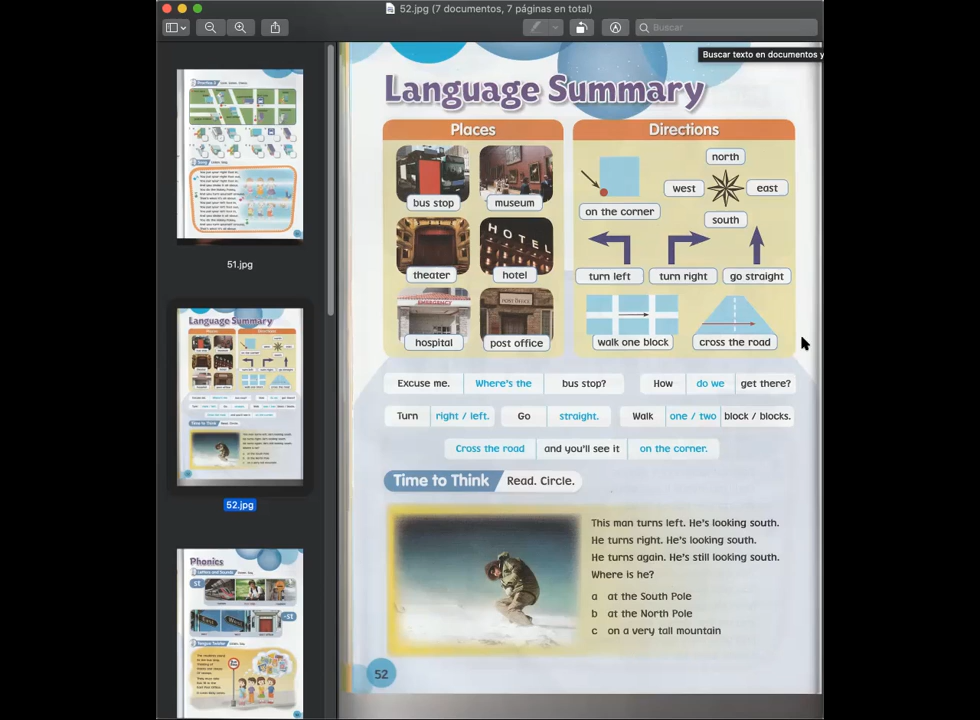 52.jpg (7 documentos, 7 páginas en total)
Buscar
Buscar texto en documentos y
51.jpg
Language Summary
52.jpg
Phonics
Language Summary
Places
bus stop
museum
theater
HOTEL
hotel
EMERGENCY
hospital
POST OFFICE
post office
Directions
on the corner
north
west
east
south
turn left
turn right
go straight
walk one block
cross the road
Excuse me. Where's the bus stop? How do we get there?
Turn right / left. Go straight. Walk one / two block / blocks.
Cross the road and you'll see it on the corner.
Time to Think Read. Circle.
This man turns left. He's looking south.
He turns right. He's looking south.
He turns again. He's still looking south.
Where is he?
a at the South Pole
b at the North Pole
c on a very tall mountain
52